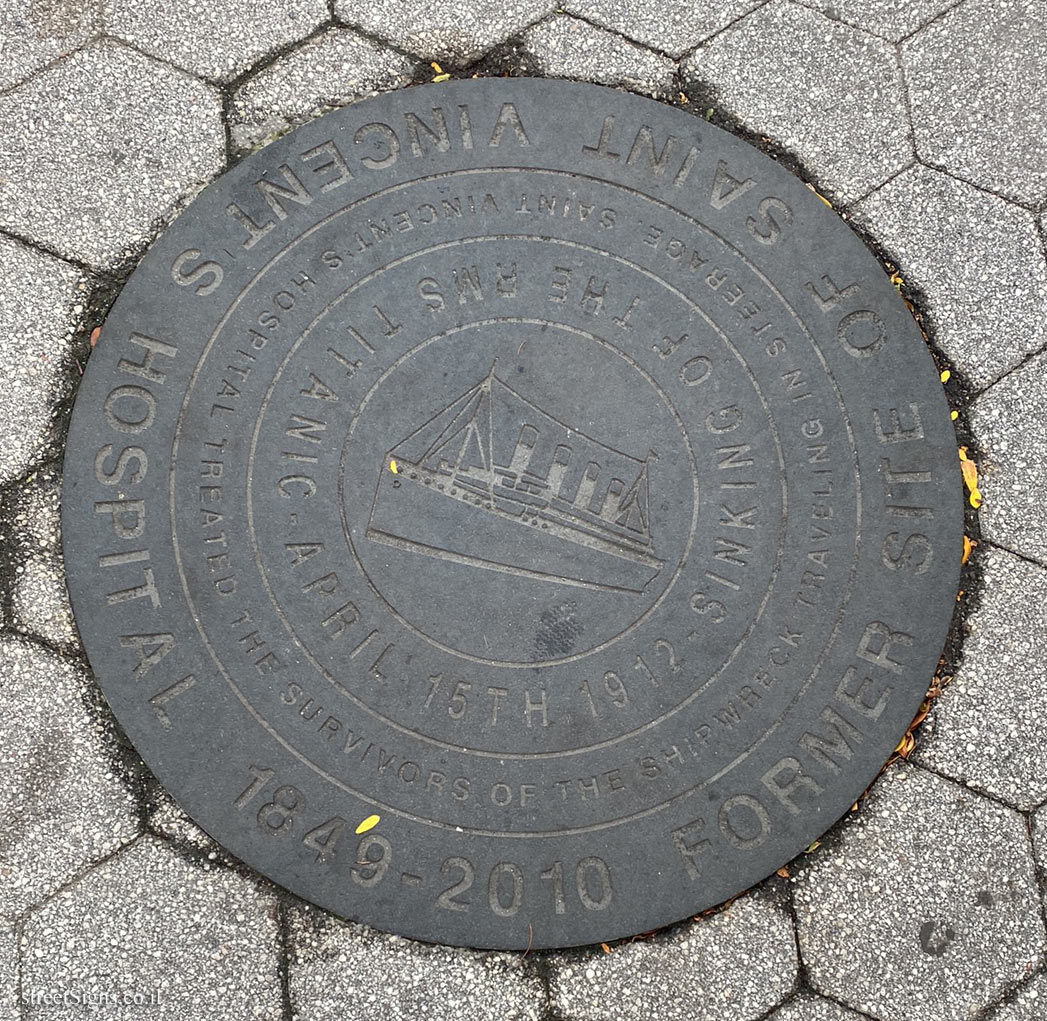 FORMER SITE OF SAINT VINCENT'S HOSPITAL 1849-2010
SAINT VINCENT'S HOSPITAL TREATED THE SURVIVORS OF THE SHIPWRECK TRAVELLING IN STEERAGE.
SINKING OF THE RMS TITANIC - APRIL 15TH 1912 -
streetSigns.co.il